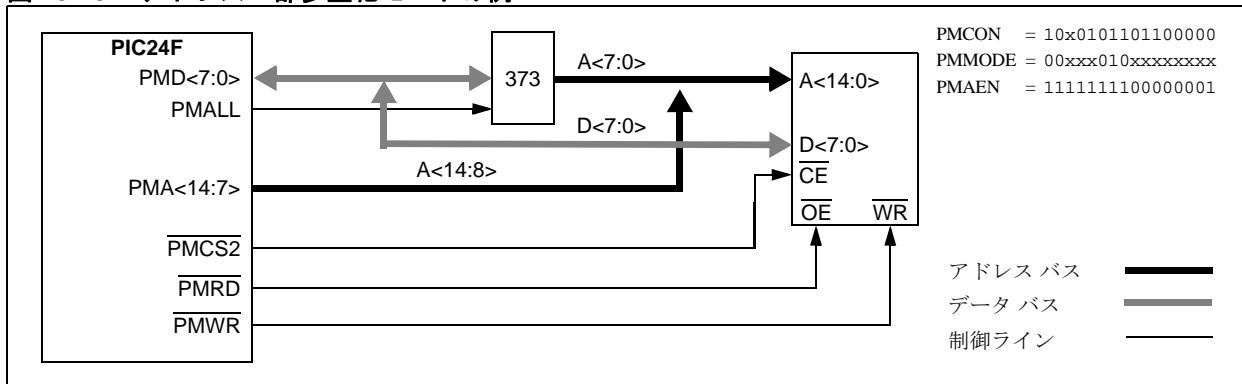 PIC24F
PMD<7:0>
PMALL
PMA<14:7>
PMCS2
PMRD
PMWR
373
A<7:0>
D<7:0>
A<14:8>
A<14:0>
D<7:0>
CE
OE WR
PMCON = 10x0101101100000
PMMODE = 00xxx010xxxxxxxx
PMAEN = 1111111100000001
アドレス バス
データ バス
制御ライン